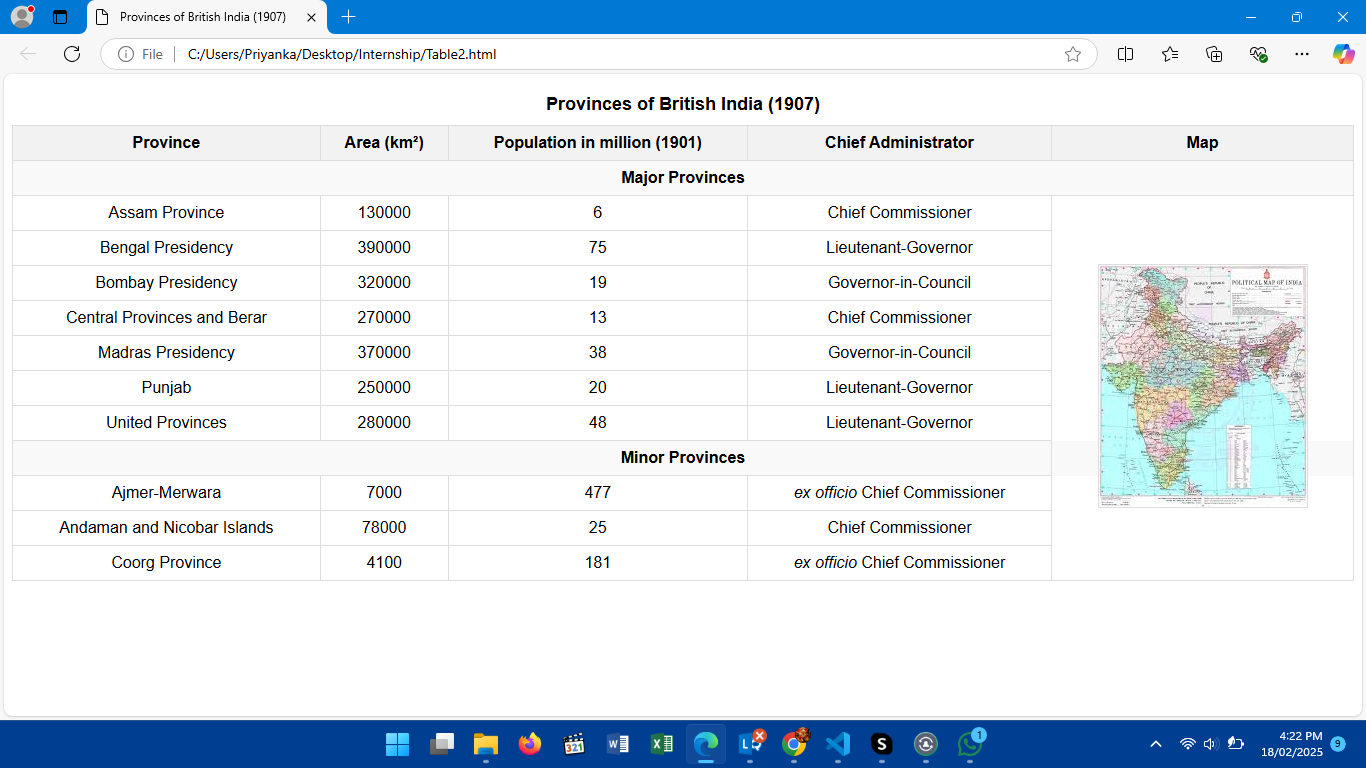 Provinces of British India (1907)
File
C:/Users/Priyanka/Desktop/Internship/Table2.html
Provinces of British India (1907)
Province Area (km²) Population in million (1901) Chief Administrator Map
Major Provinces
Assam Province 130000 6 Chief Commissioner
Bengal Presidency 390000 75 Lieutenant-Governor
Bombay Presidency 320000 19 Governor-in-Council
Central Provinces and Berar 270000 13 Chief Commissioner
Madras Presidency 370000 38 Governor-in-Council
Punjab 250000 20 Lieutenant-Governor
United Provinces 280000 48 Lieutenant-Governor
POLITICAL MAP OF INDIA
Minor Provinces
Ajmer-Merwara 7000 477 ex officio Chief Commissioner
Andaman and Nicobar Islands 78000 25 Chief Commissioner
Coorg Province 4100 181 ex officio Chief Commissioner
321
S
1
4:22 PM
18/02/2025
9